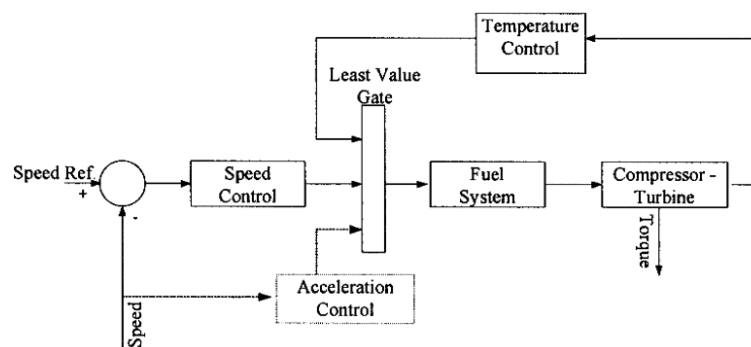 Temperature
Control
Least Value
Gate
Speed Ref.
+
-
Speed
Control
Fuel
System
Compressor -
Turbine
Torque
Acceleration
Control
Speed